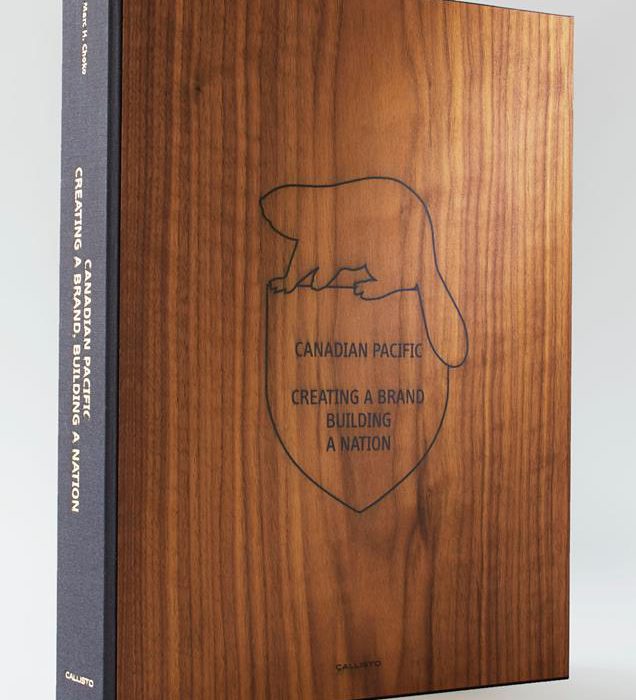 Marc H. Choko
CANADIAN PACIFIC
CREATING A BRAND, BUILDING A NATION
CALLISTO
CANADIAN PACIFIC
CREATING A BRAND
BUILDING
A NATION
CALLISTO